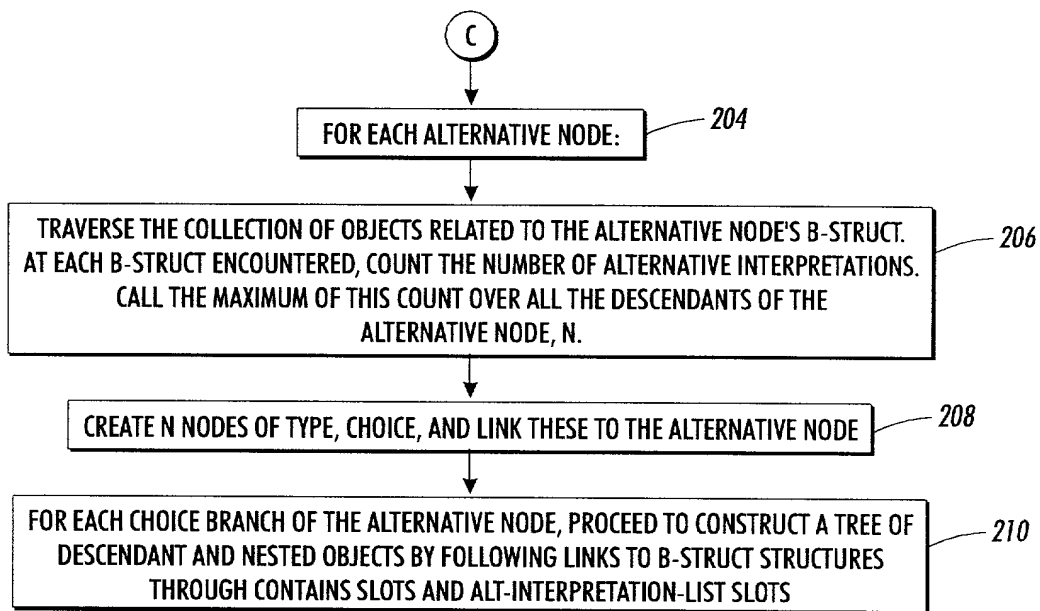 C
FOR EACH ALTERNATIVE NODE:
204
TRAVERSE THE COLLECTION OF OBJECTS RELATED TO THE ALTERNATIVE NODE'S B-STRUCT.
AT EACH B-STRUCT ENCOUNTERED, COUNT THE NUMBER OF ALTERNATIVE INTERPRETATIONS.
CALL THE MAXIMUM OF THIS COUNT OVER ALL THE DESCENDANTS OF THE
ALTERNATIVE NODE, N.
206
CREATE N NODES OF TYPE, CHOICE, AND LINK THESE TO THE ALTERNATIVE NODE
208
FOR EACH CHOICE BRANCH OF THE ALTERNATIVE NODE, PROCEED TO CONSTRUCT A TREE OF
DESCENDANT AND NESTED OBJECTS BY FOLLOWING LINKS TO B-STRUCT STRUCTURES
THROUGH CONTAINS SLOTS AND ALT-INTERPRETATION-LIST SLOTS
210